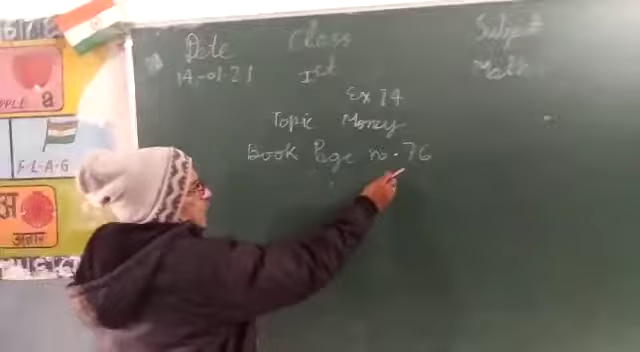 Date Class Subject
14-01-21 Ist Math
Ex 14
Topic Money
Book Page no. 76
APPLE a
F-L-A-G
अ
अनार